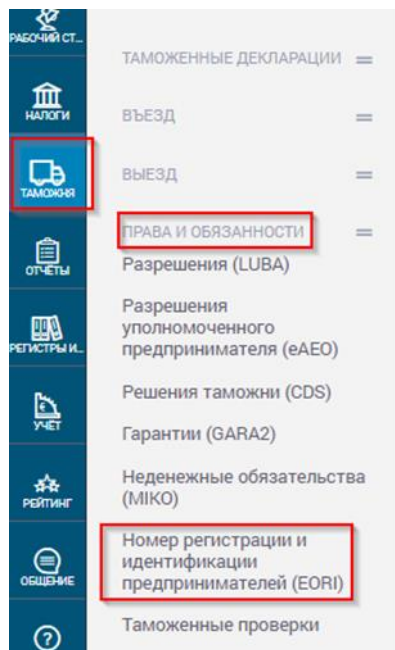 РАБОЧИЙ СТ...
НАЛОГИ
ТАМОЖНЯ
ОТЧЁТЫ
РЕГИСТРЫ И...
УЧЁТ
РЕЙТИНГ
ОБЩЕНИЕ
ТАМОЖЕННЫЕ ДЕКЛАРАЦИИ
ВЪЕЗД
ВЫЕЗД
ПРАВА И ОБЯЗАННОСТИ
Разрешения (LUBA)
Разрешения
уполномоченного
предпринимателя (eAEO)
Решения таможни (CDS)
Гарантии (GARA2)
Неденежные обязательства
(MIKO)
Номер регистрации и
идентификации
предпринимателей (EORI)
Таможенные проверки